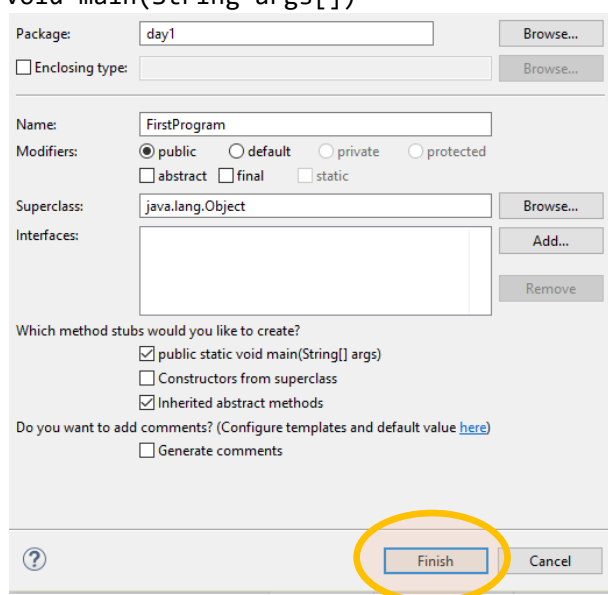 void main(String args[])
Package: day1 Browse...
Enclosing type: Browse...
Name: FirstProgram
Modifiers: public default private protected
abstract final static
Superclass: java.lang.Object Browse...
Interfaces: Add...
Remove
Which method stubs would you like to create?
public static void main(String[] args)
Constructors from superclass
Inherited abstract methods
Do you want to add comments? (Configure templates and default value here)
Generate comments
? Finish Cancel